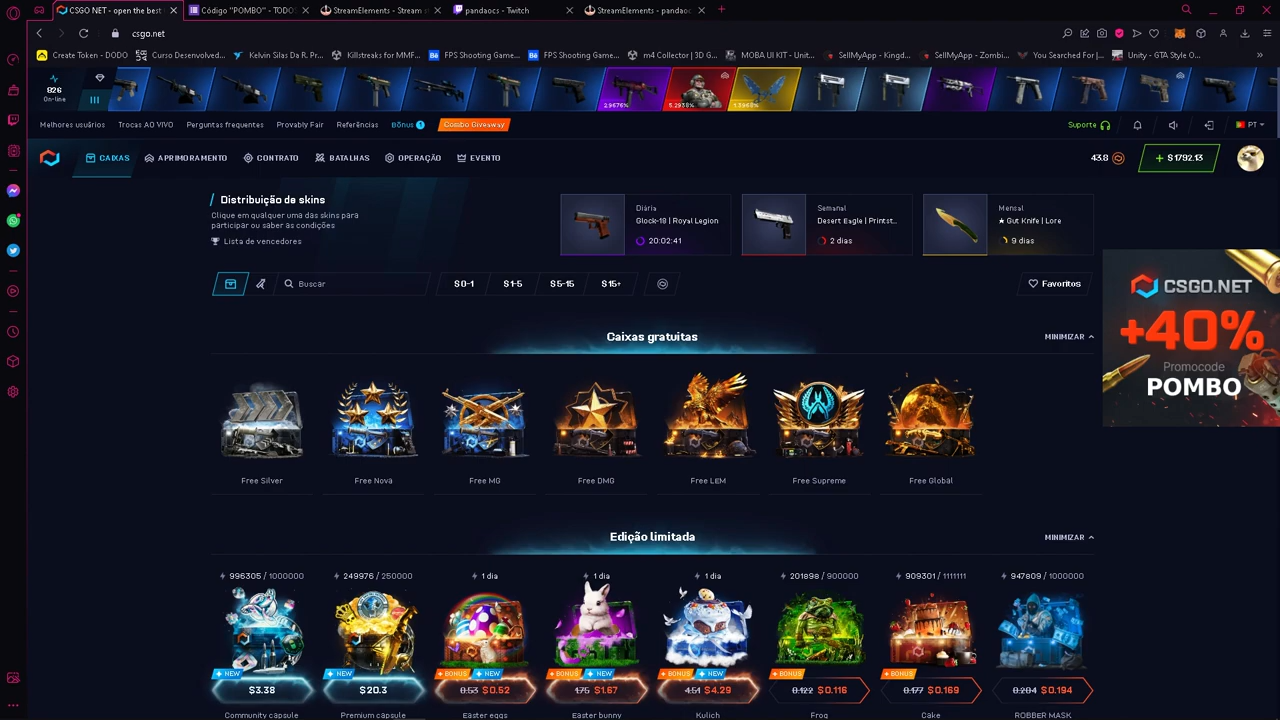 CSGO.NET - open the best
Código "POMBO" - TODOS
StreamElements - Stream s
pandaocs - Twitch
StreamElements - pandaoc
csgo.net
Create Token - DODO
Curso Desenvolved...
Kelvin Silas Da R. Pr...
Killstreaks for MMF...
FPS Shooting Game...
FPS Shooting Game...
m4 Collector | 3D G...
MOBA UI KIT - Unit...
SellMyApp - Kingd...
SellMyApp - Zombi...
You Searched For |...
Unity - GTA Style O...
826
On-line
2.9676%
5.2938%
1.3968%
Melhores usuários
Trocas AO VIVO
Perguntas frequentes
Provably Fair
Referências
Bônus
Combo Giveaway
Suporte
PT
CAIXAS
APRIMORAMENTO
CONTRATO
BATALHAS
OPERAÇÃO
EVENTO
43.8
+ $ 1792.13
Distribuição de skins
Clique em qualquer uma das skins para
participar ou saber as condições
Lista de vencedores
Diária
Glock-18 | Royal Legion
20:02:41
Semanal
Desert Eagle | Printst...
2 dias
Mensal
★ Gut Knife | Lore
9 dias
Buscar
$ 0-1
$ 1-5
$ 5-15
$ 15+
Favoritos
CSGO.NET
+40%
Promocode
POMBO
Caixas gratuitas
MINIMIZAR
Free Silver
Free Nova
Free MG
Free DMG
Free LEM
Free Supreme
Free Global
Edição limitada
MINIMIZAR
996305 / 1000000
249976 / 250000
1 dia
1 dia
1 dia
201898 / 900000
909301 / 1111111
947809 / 1000000
+ NEW
+ NEW
+ BONUS + NEW
+ BONUS + NEW
+ BONUS + NEW
+ BONUS
+ BONUS
$3.38
$20.3
0.53 $0.52
1.75 $1.67
4.51 $4.29
0.122 $0.116
0.177 $0.169
0.204 $0.194
Community capsule
Premium capsule
Easter eggs
Easter bunny
Kulich
Frog
Cake
ROBBER MASK